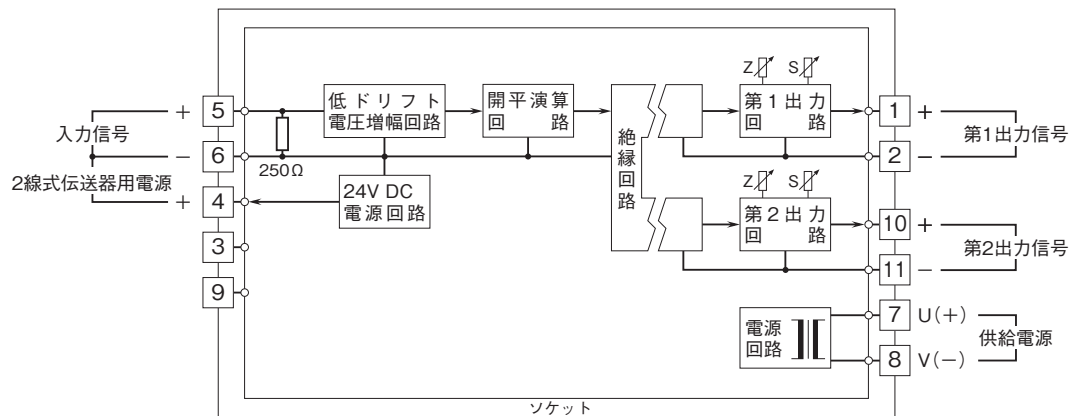 入力信号
2線式伝送器用電源
+
−
+
5
6
4
3
9
250Ω
低ドリフト
電圧増幅回路
24V DC
電源回路
開平演算
回路
絶縁回路
Z
S
第1出力
回路
Z
S
第2出力
回路
電源
回路
1
+
2
−
第1出力信号
10
+
11
−
第2出力信号
7
U(+)
8
V(−)
供給電源
ソケット